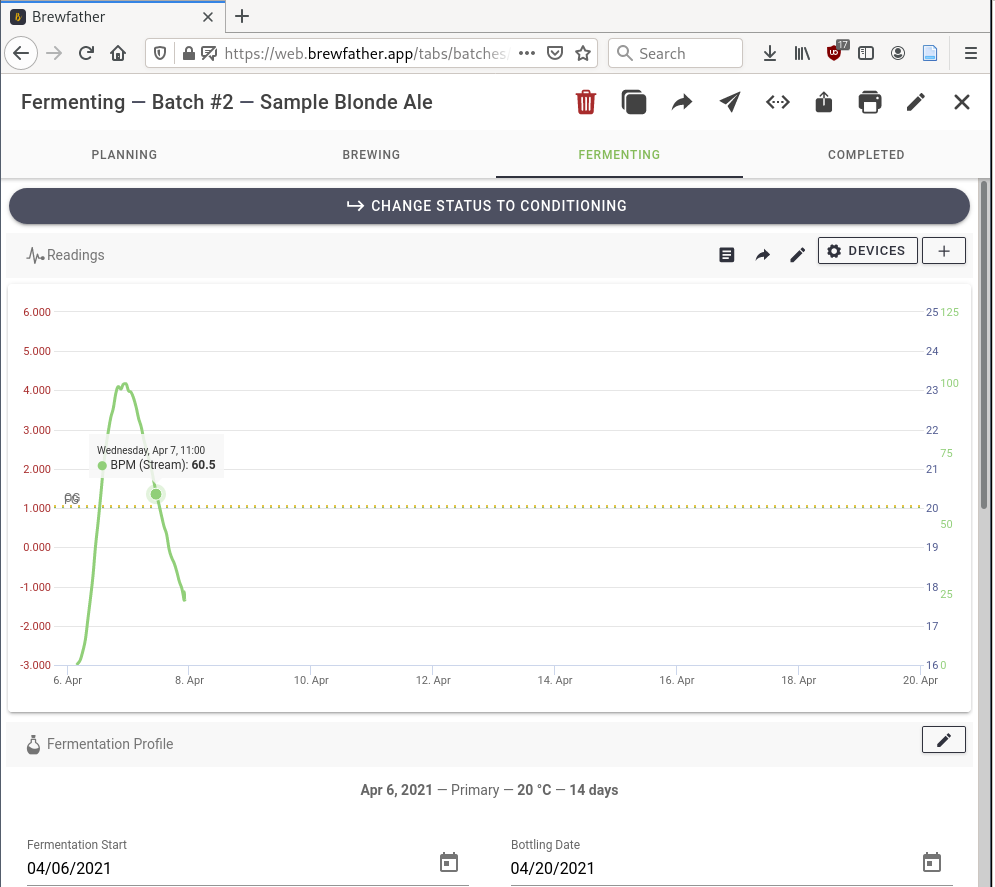 Brewfather
https://web.brewfather.app/tabs/batches
Search
17
Fermenting — Batch #2 — Sample Blonde Ale
PLANNING
BREWING
FERMENTING
COMPLETED
CHANGE STATUS TO CONDITIONING
Readings
DEVICES
6.000 25 125
5.000 24
4.000 23 100
3.000 22
Wednesday, Apr 7, 11:00
BPM (Stream): 60.5
75
2.000 21
OG
1.000 20
50
0.000 19
-1.000 18 25
-2.000 17
-3.000 16 0
6. Apr 8. Apr 10. Apr 12. Apr 14. Apr 16. Apr 18. Apr 20. Apr
Fermentation Profile
Apr 6, 2021 — Primary — 20 °C — 14 days
Fermentation Start
04/06/2021
Bottling Date
04/20/2021